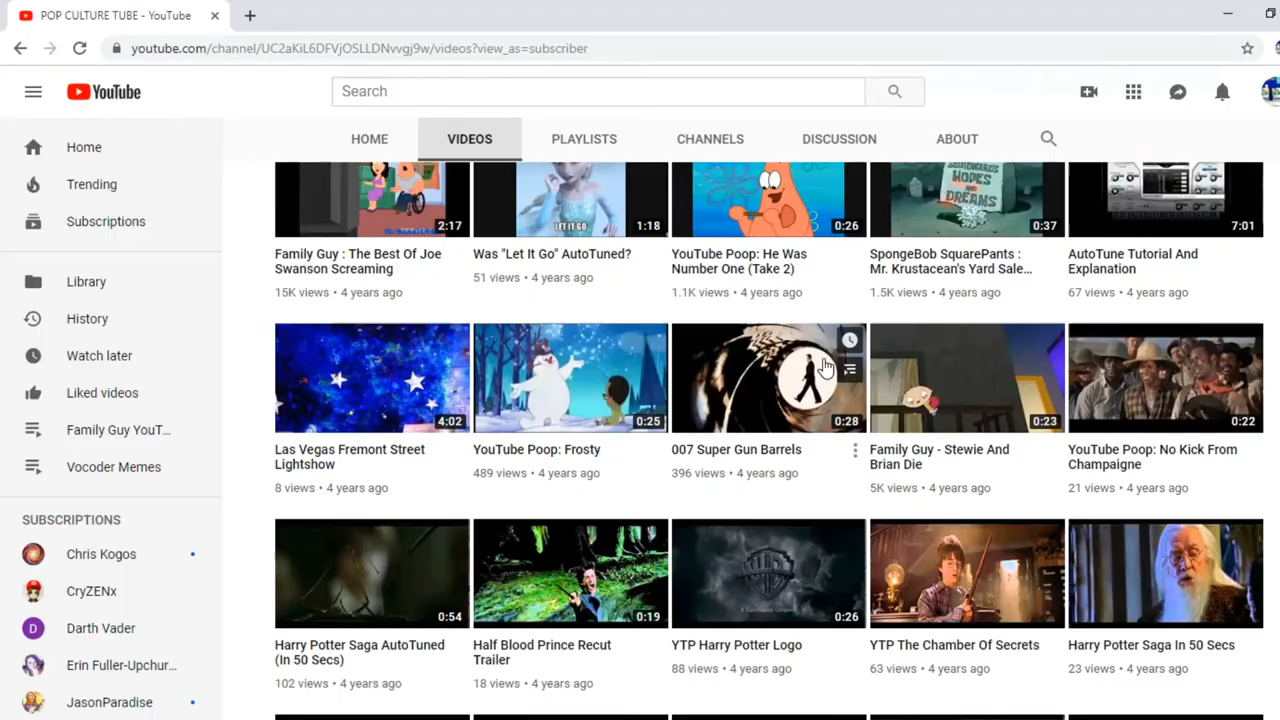 POP CULTURE TUBE - YouTube
youtube.com/channel/UC2aKiL6DFVjOSLLDNvvgj9w/videos?view_as=subscriber
YouTube
Search
HOME VIDEOS PLAYLISTS CHANNELS DISCUSSION ABOUT
Home
Trending
Subscriptions
Library
History
Watch later
Liked videos
Family Guy YouT...
Vocoder Memes
SUBSCRIPTIONS
Chris Kogos
CryZENx
D Darth Vader
Erin Fuller-Upchur...
JasonParadise
2:17
LET IT GO
1:18
0:26
HOPES
AND
DREAMS
0:37
7:01
Family Guy : The Best Of Joe
Swanson Screaming
15K views • 4 years ago
Was "Let It Go" AutoTuned?
51 views • 4 years ago
YouTube Poop: He Was
Number One (Take 2)
1.1K views • 4 years ago
SpongeBob SquarePants :
Mr. Krustacean's Yard Sale...
1.5K views • 4 years ago
AutoTune Tutorial And
Explanation
67 views • 4 years ago
4:02
0:25
0:28
0:23
0:22
Las Vegas Fremont Street
Lightshow
8 views • 4 years ago
YouTube Poop: Frosty
489 views • 4 years ago
007 Super Gun Barrels
396 views • 4 years ago
Family Guy - Stewie And
Brian Die
5K views • 4 years ago
YouTube Poop: No Kick From
Champaigne
21 views • 4 years ago
0:54
0:19
0:26
Harry Potter Saga AutoTuned
(In 50 Secs)
102 views • 4 years ago
Half Blood Prince Recut
Trailer
18 views • 4 years ago
YTP Harry Potter Logo
88 views • 4 years ago
YTP The Chamber Of Secrets
63 views • 4 years ago
Harry Potter Saga In 50 Secs
23 views • 4 years ago